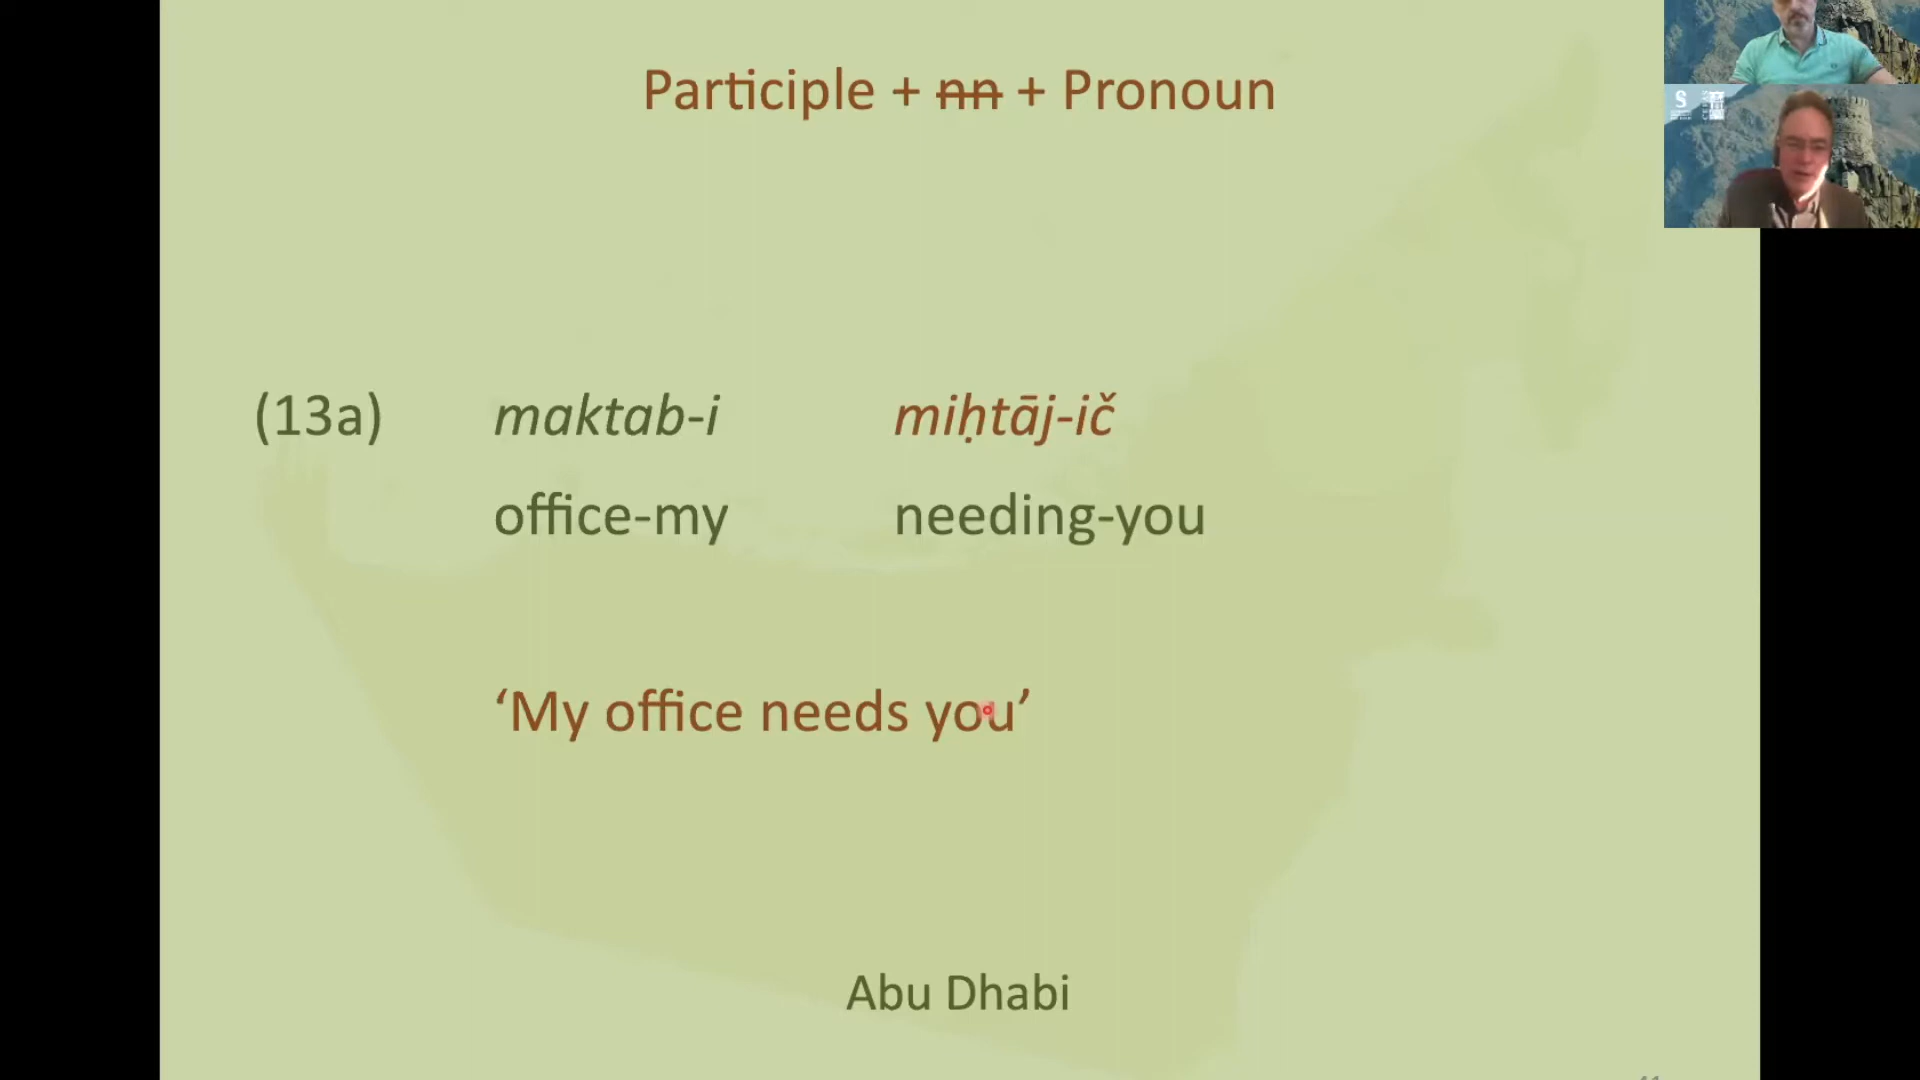 Participle + nn + Pronoun
(13a) maktab-i miḥtāj-ič
office-my needing-you
‘My office needs you’
Abu Dhabi
S